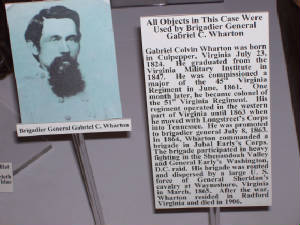 All Objects in This Case Were
Used by Brigadier General
Gabriel C. Wharton
Gabriel Colvin Wharton was born
in Culpepper, Virginia July 23,
1824. He graduated from the
Virginia Military Institute in
1847. He was commissioned a
major of the 45th Virginia
Regiment in June, 1861. One
month later, he became colonel of
the 51st Virginia Regiment. His
regiment operated in the western
part of Virginia until 1863 when
he moved with Longstreet's Corps
into Tennessee. He was promoted
to brigadier general July 8, 1863.
In 1864, Wharton commanded a
brigade in Jubal Early's Corps.
The brigade participated in heavy
fighting in the Shenandoah Valley
and General Early's Washington,
D.C. raid. His brigade was routed
and dispersed by a large U. S.
force of General Sheridan's
cavalry at Waynesboro, Virginia
in March, 1865. After the war,
Wharton resided in Radford
Virginia and died in 1906.
Brigadier General Gabriel C. Wharton